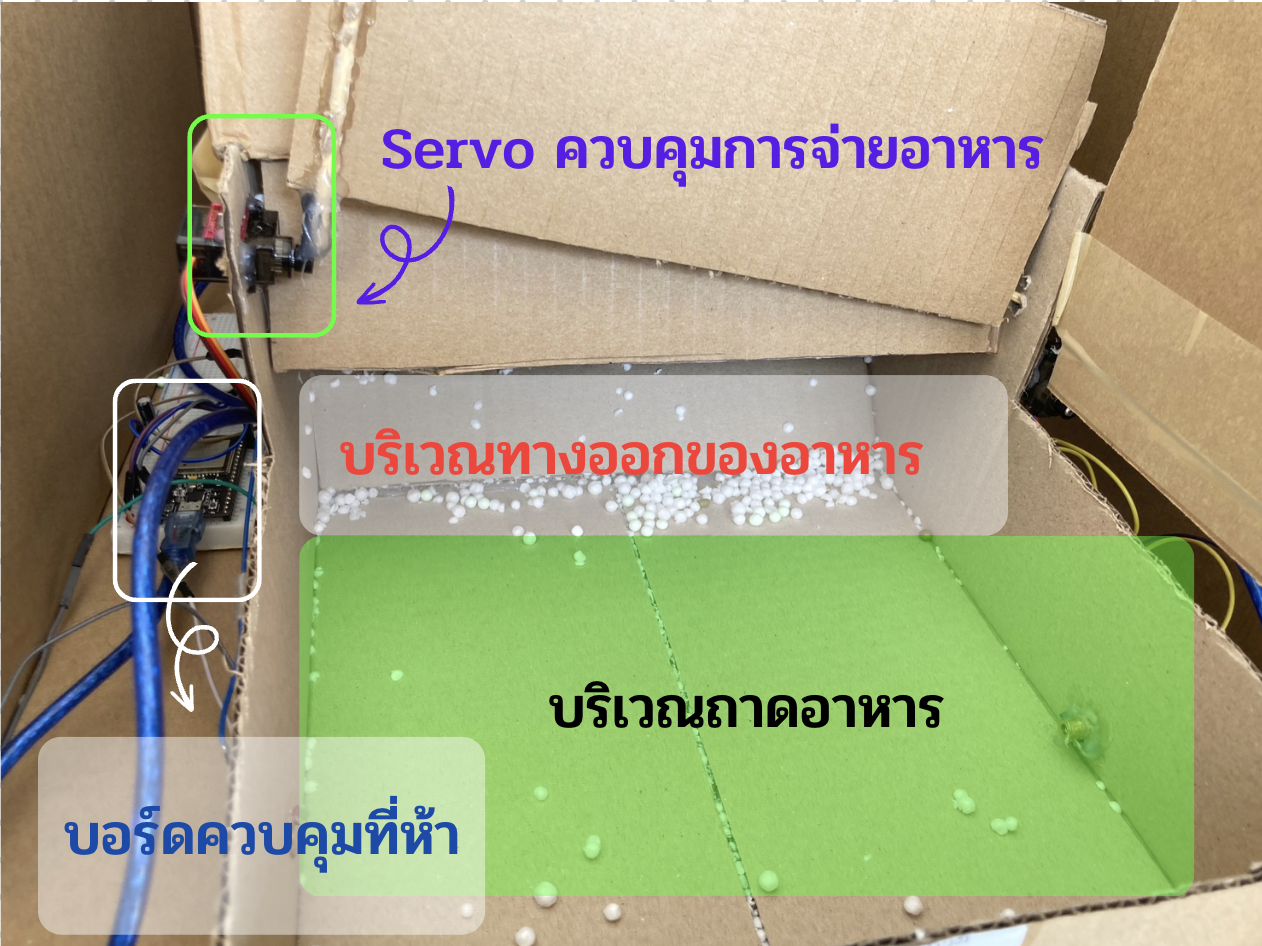 Servo ควบคุมการจ่ายอาหาร
บริเวณทางออกของอาหาร
บริเวณถาดอาหาร
บอร์ดควบคุมที่ห้า